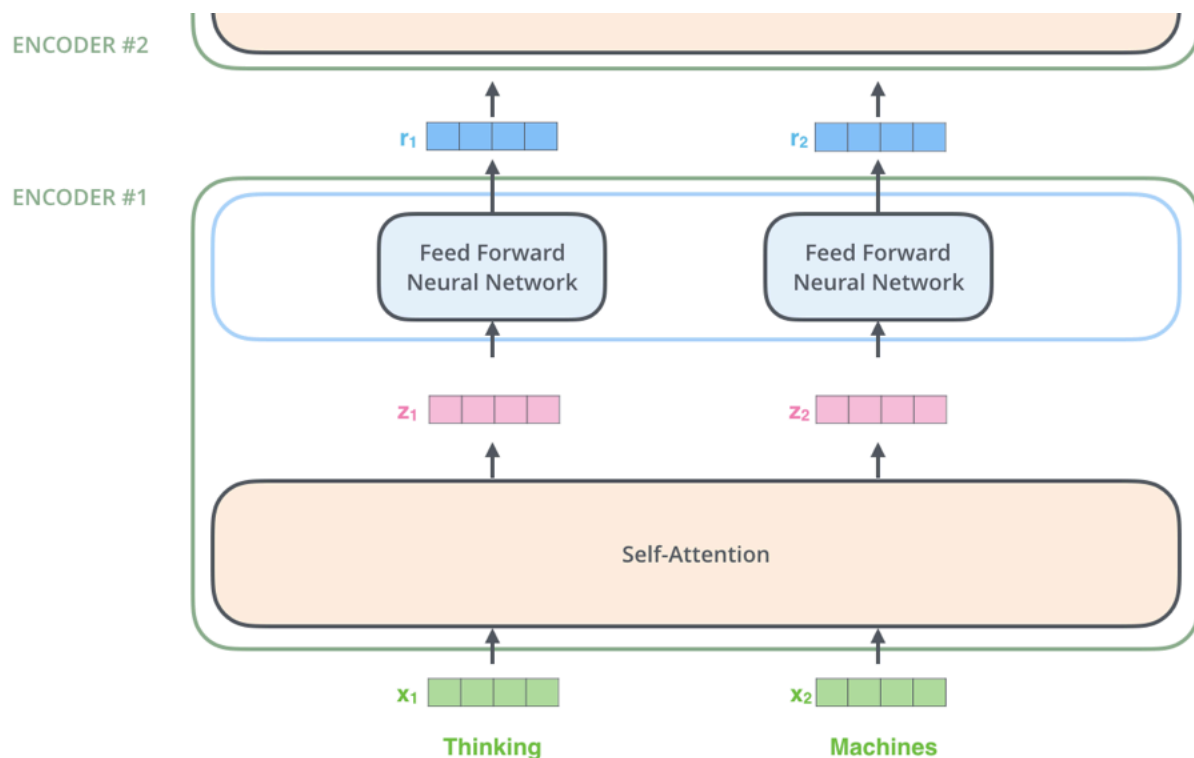 ENCODER #2
r₁
r₂
ENCODER #1
Feed Forward
Neural Network
Feed Forward
Neural Network
z₁
z₂
Self-Attention
x₁
x₂
Thinking
Machines